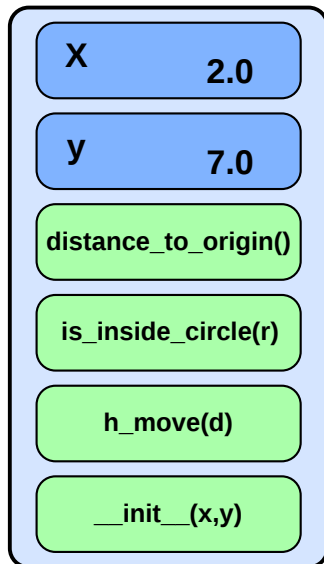 X 2.0
y 7.0
distance_to_origin()
is_inside_circle(r)
h_move(d)
__init__(x,y)